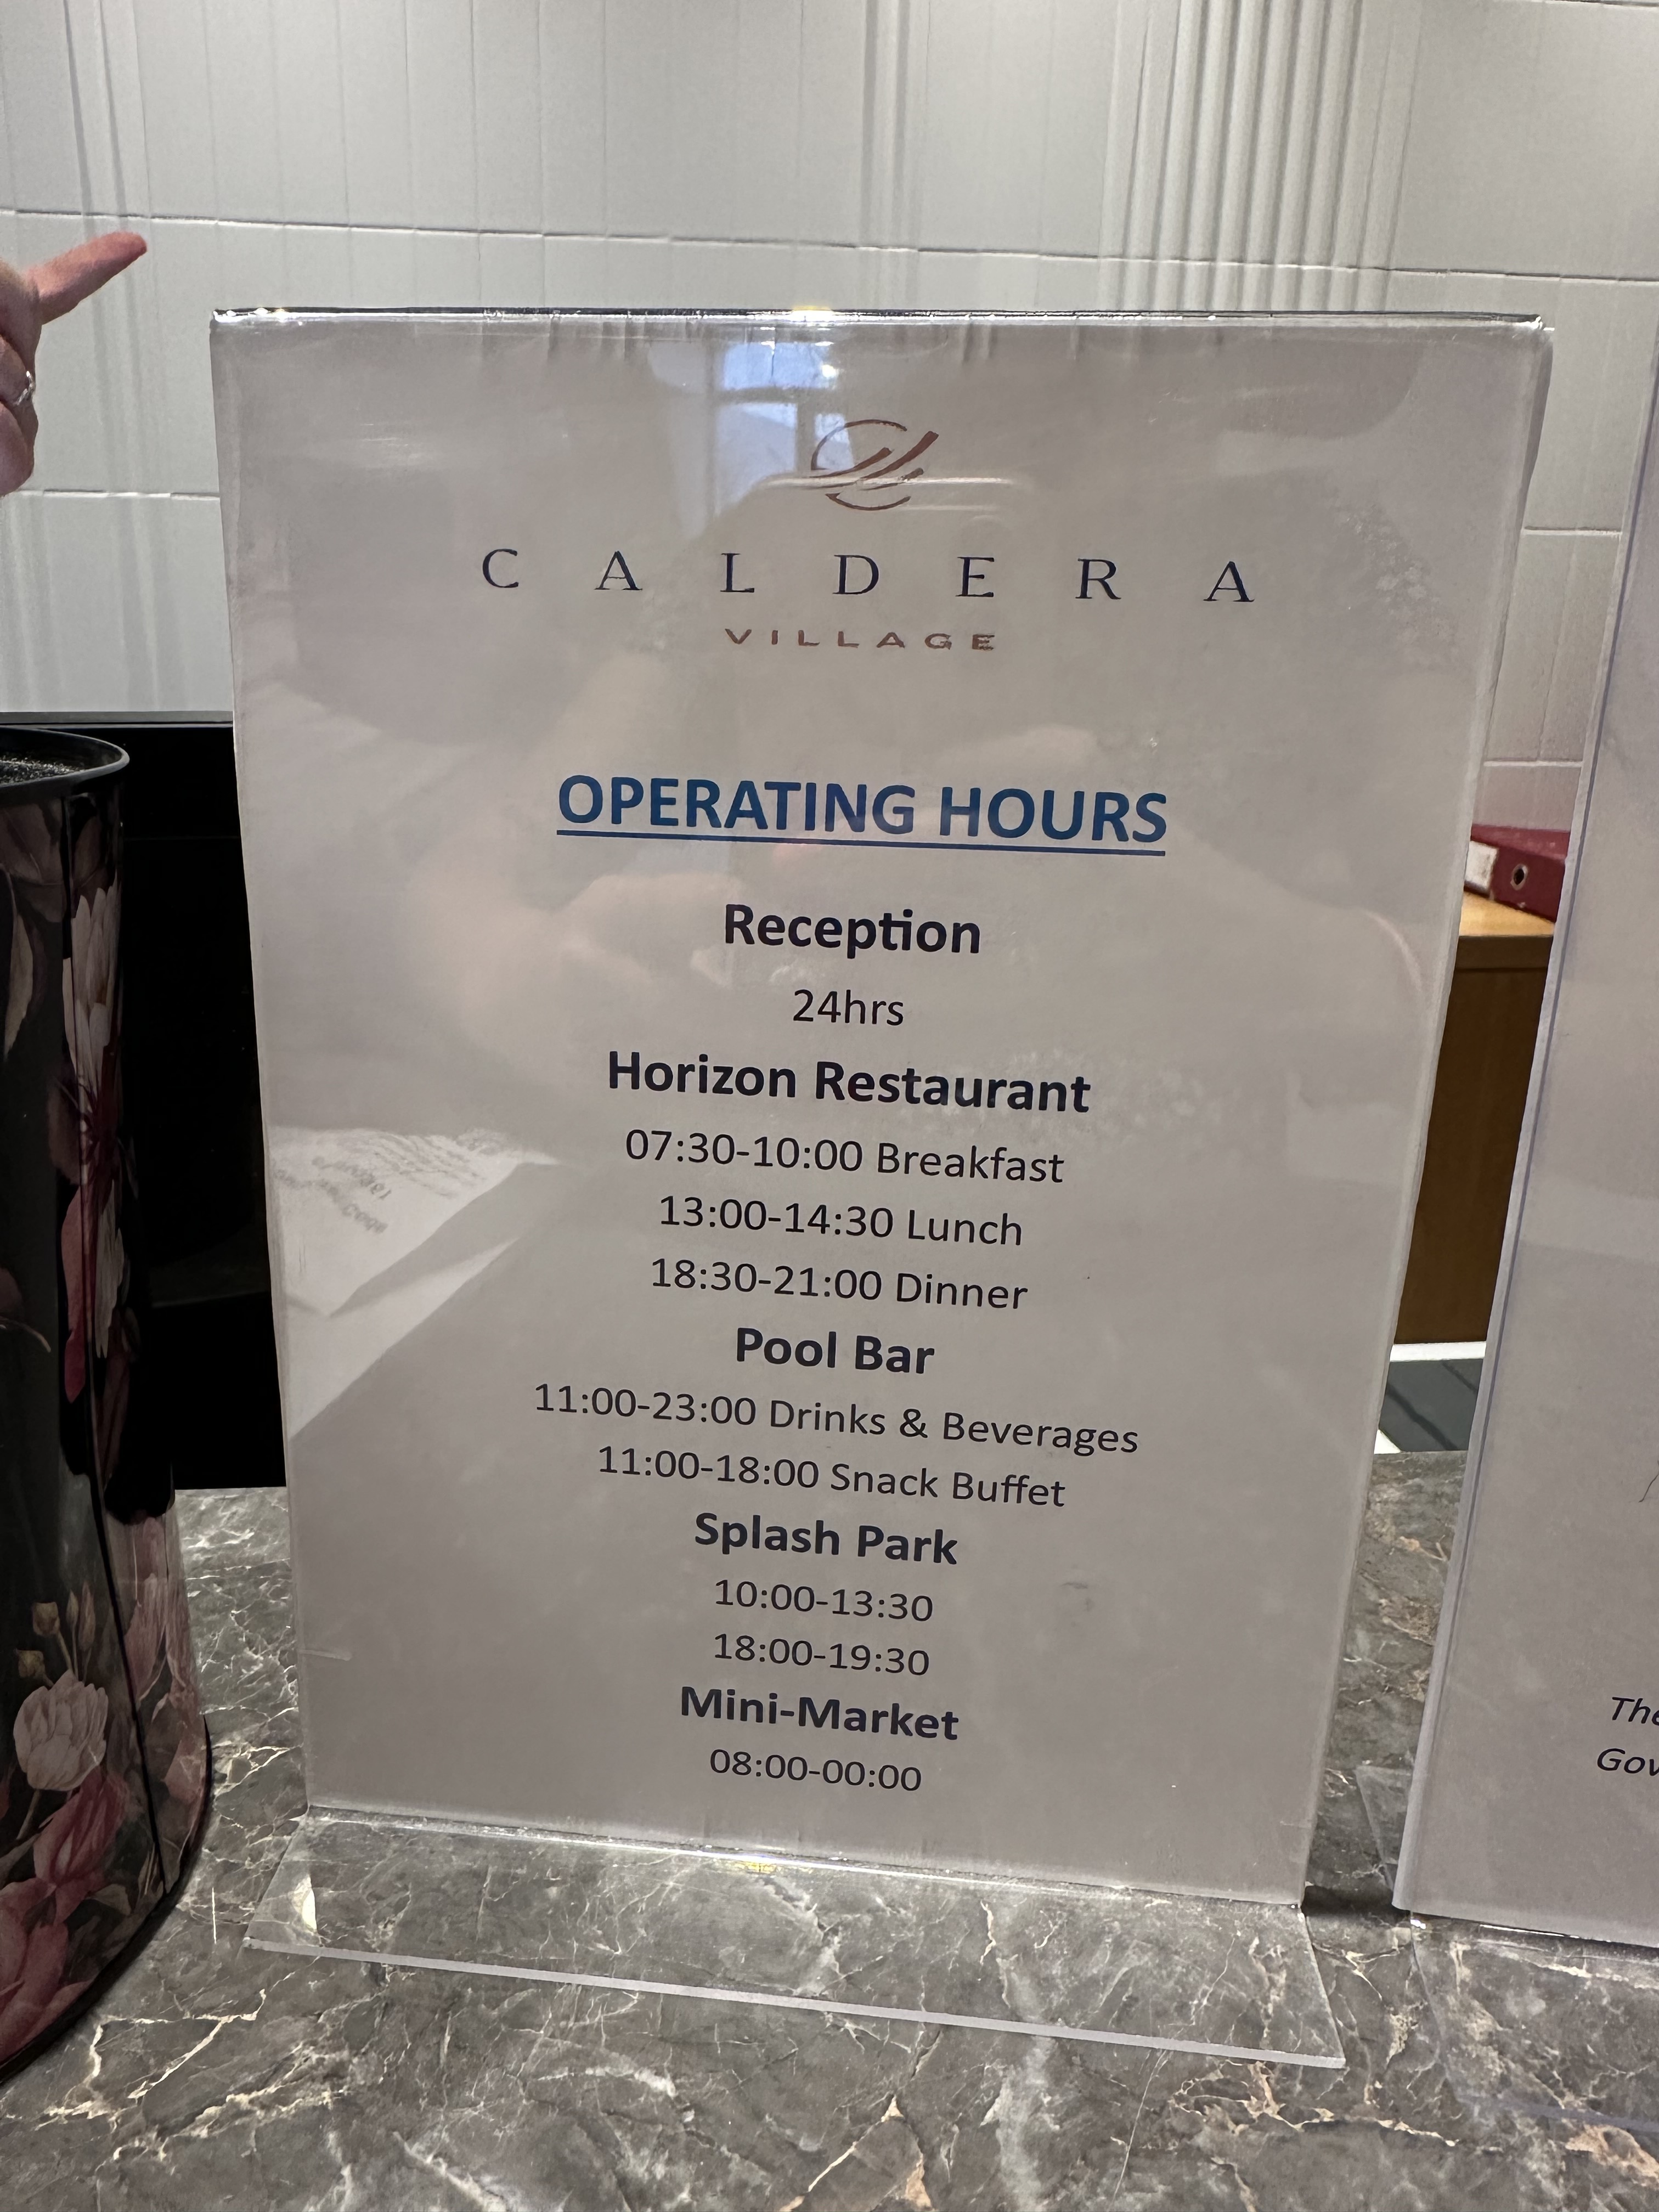 CALDERA
VILLAGE
OPERATING HOURS
Reception
24hrs
Horizon Restaurant
07:30-10:00 Breakfast
13:00-14:30 Lunch
18:30-21:00 Dinner
Pool Bar
11:00-23:00 Drinks & Beverages
11:00-18:00 Snack Buffet
Splash Park
10:00-13:30
18:00-19:30
Mini-Market
08:00-00:00